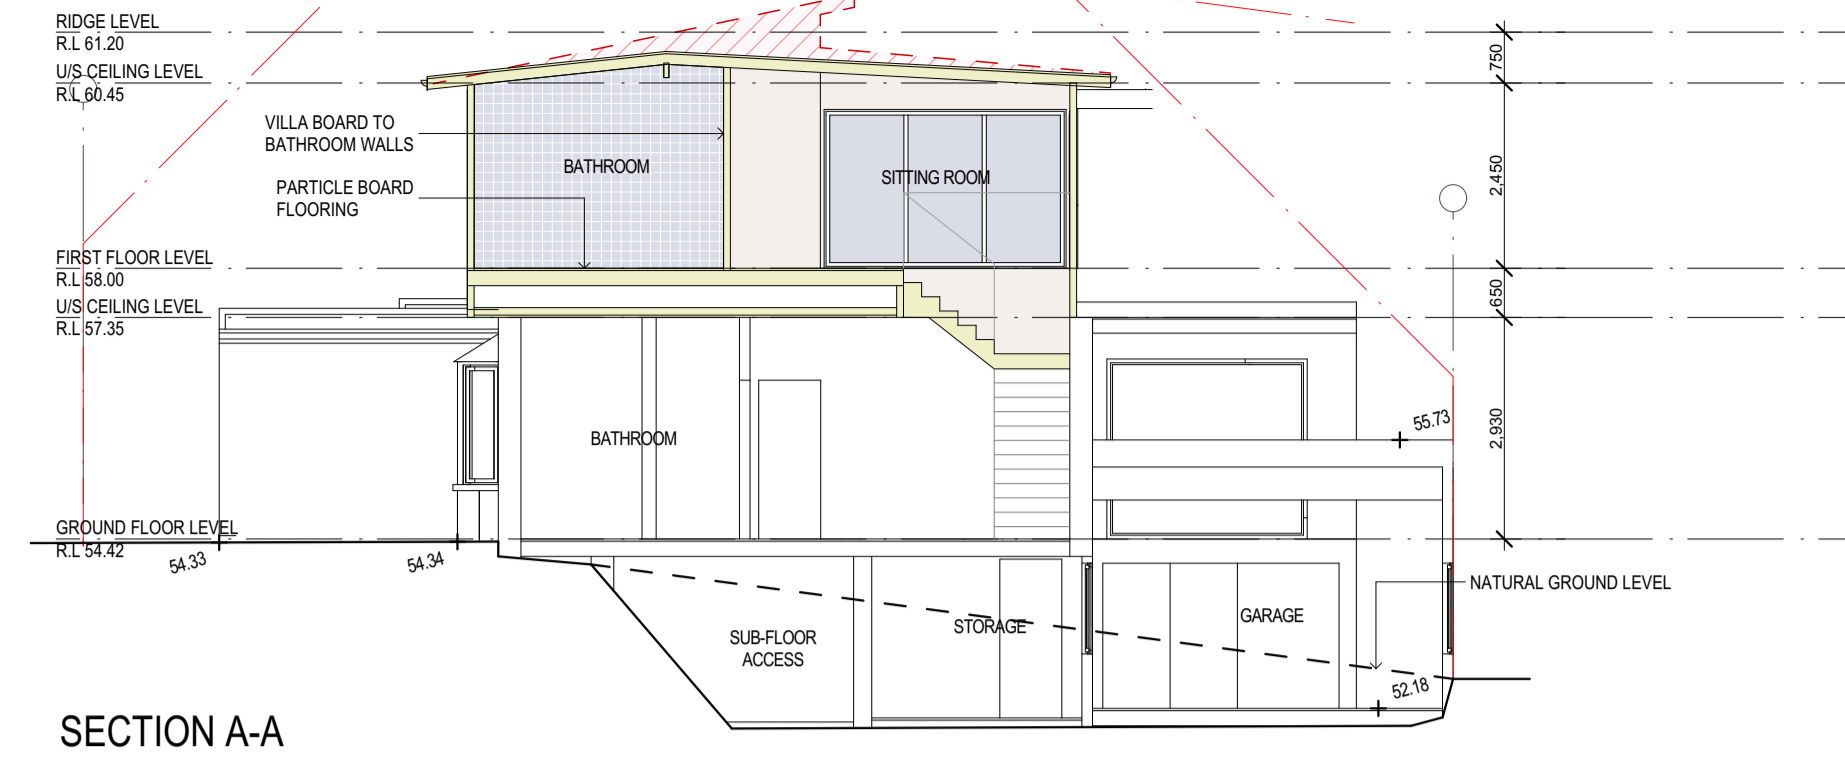 RIDGE LEVEL
R.L 61.20
U/S CEILING LEVEL
R.L 60.45
750
VILLA BOARD TO
BATHROOM WALLS
BATHROOM
SITTING ROOM
2,450
PARTICLE BOARD
FLOORING
FIRST FLOOR LEVEL
R.L 58.00
U/S CEILING LEVEL
R.L 57.35
650
BATHROOM
55.73
2,930
GROUND FLOOR LEVEL
R.L 54.42
54.33
54.34
NATURAL GROUND LEVEL
SUB-FLOOR
ACCESS
STORAGE
GARAGE
52.18
SECTION A-A